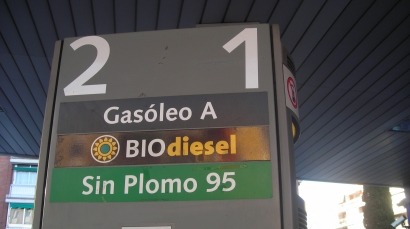 2 1
Gasóleo A
BIOdiesel
Sin Plomo 95